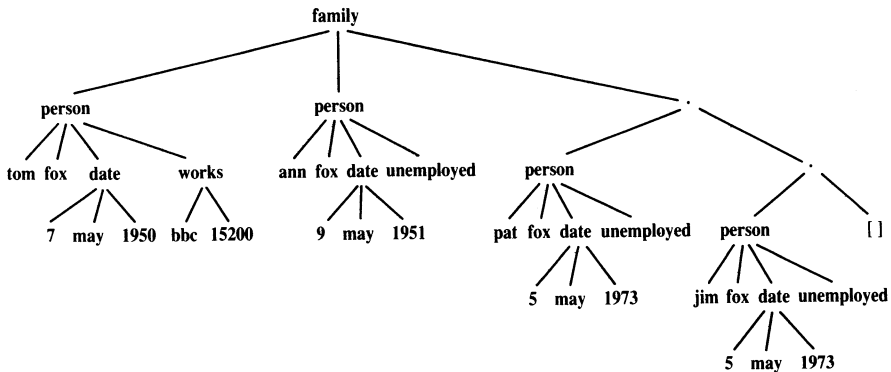 family
person person .
tom fox date works ann fox date unemployed person .
7 may 1950 bbc 15200 9 may 1951 pat fox date unemployed person [ ]
5 may 1973 jim fox date unemployed
5 may 1973